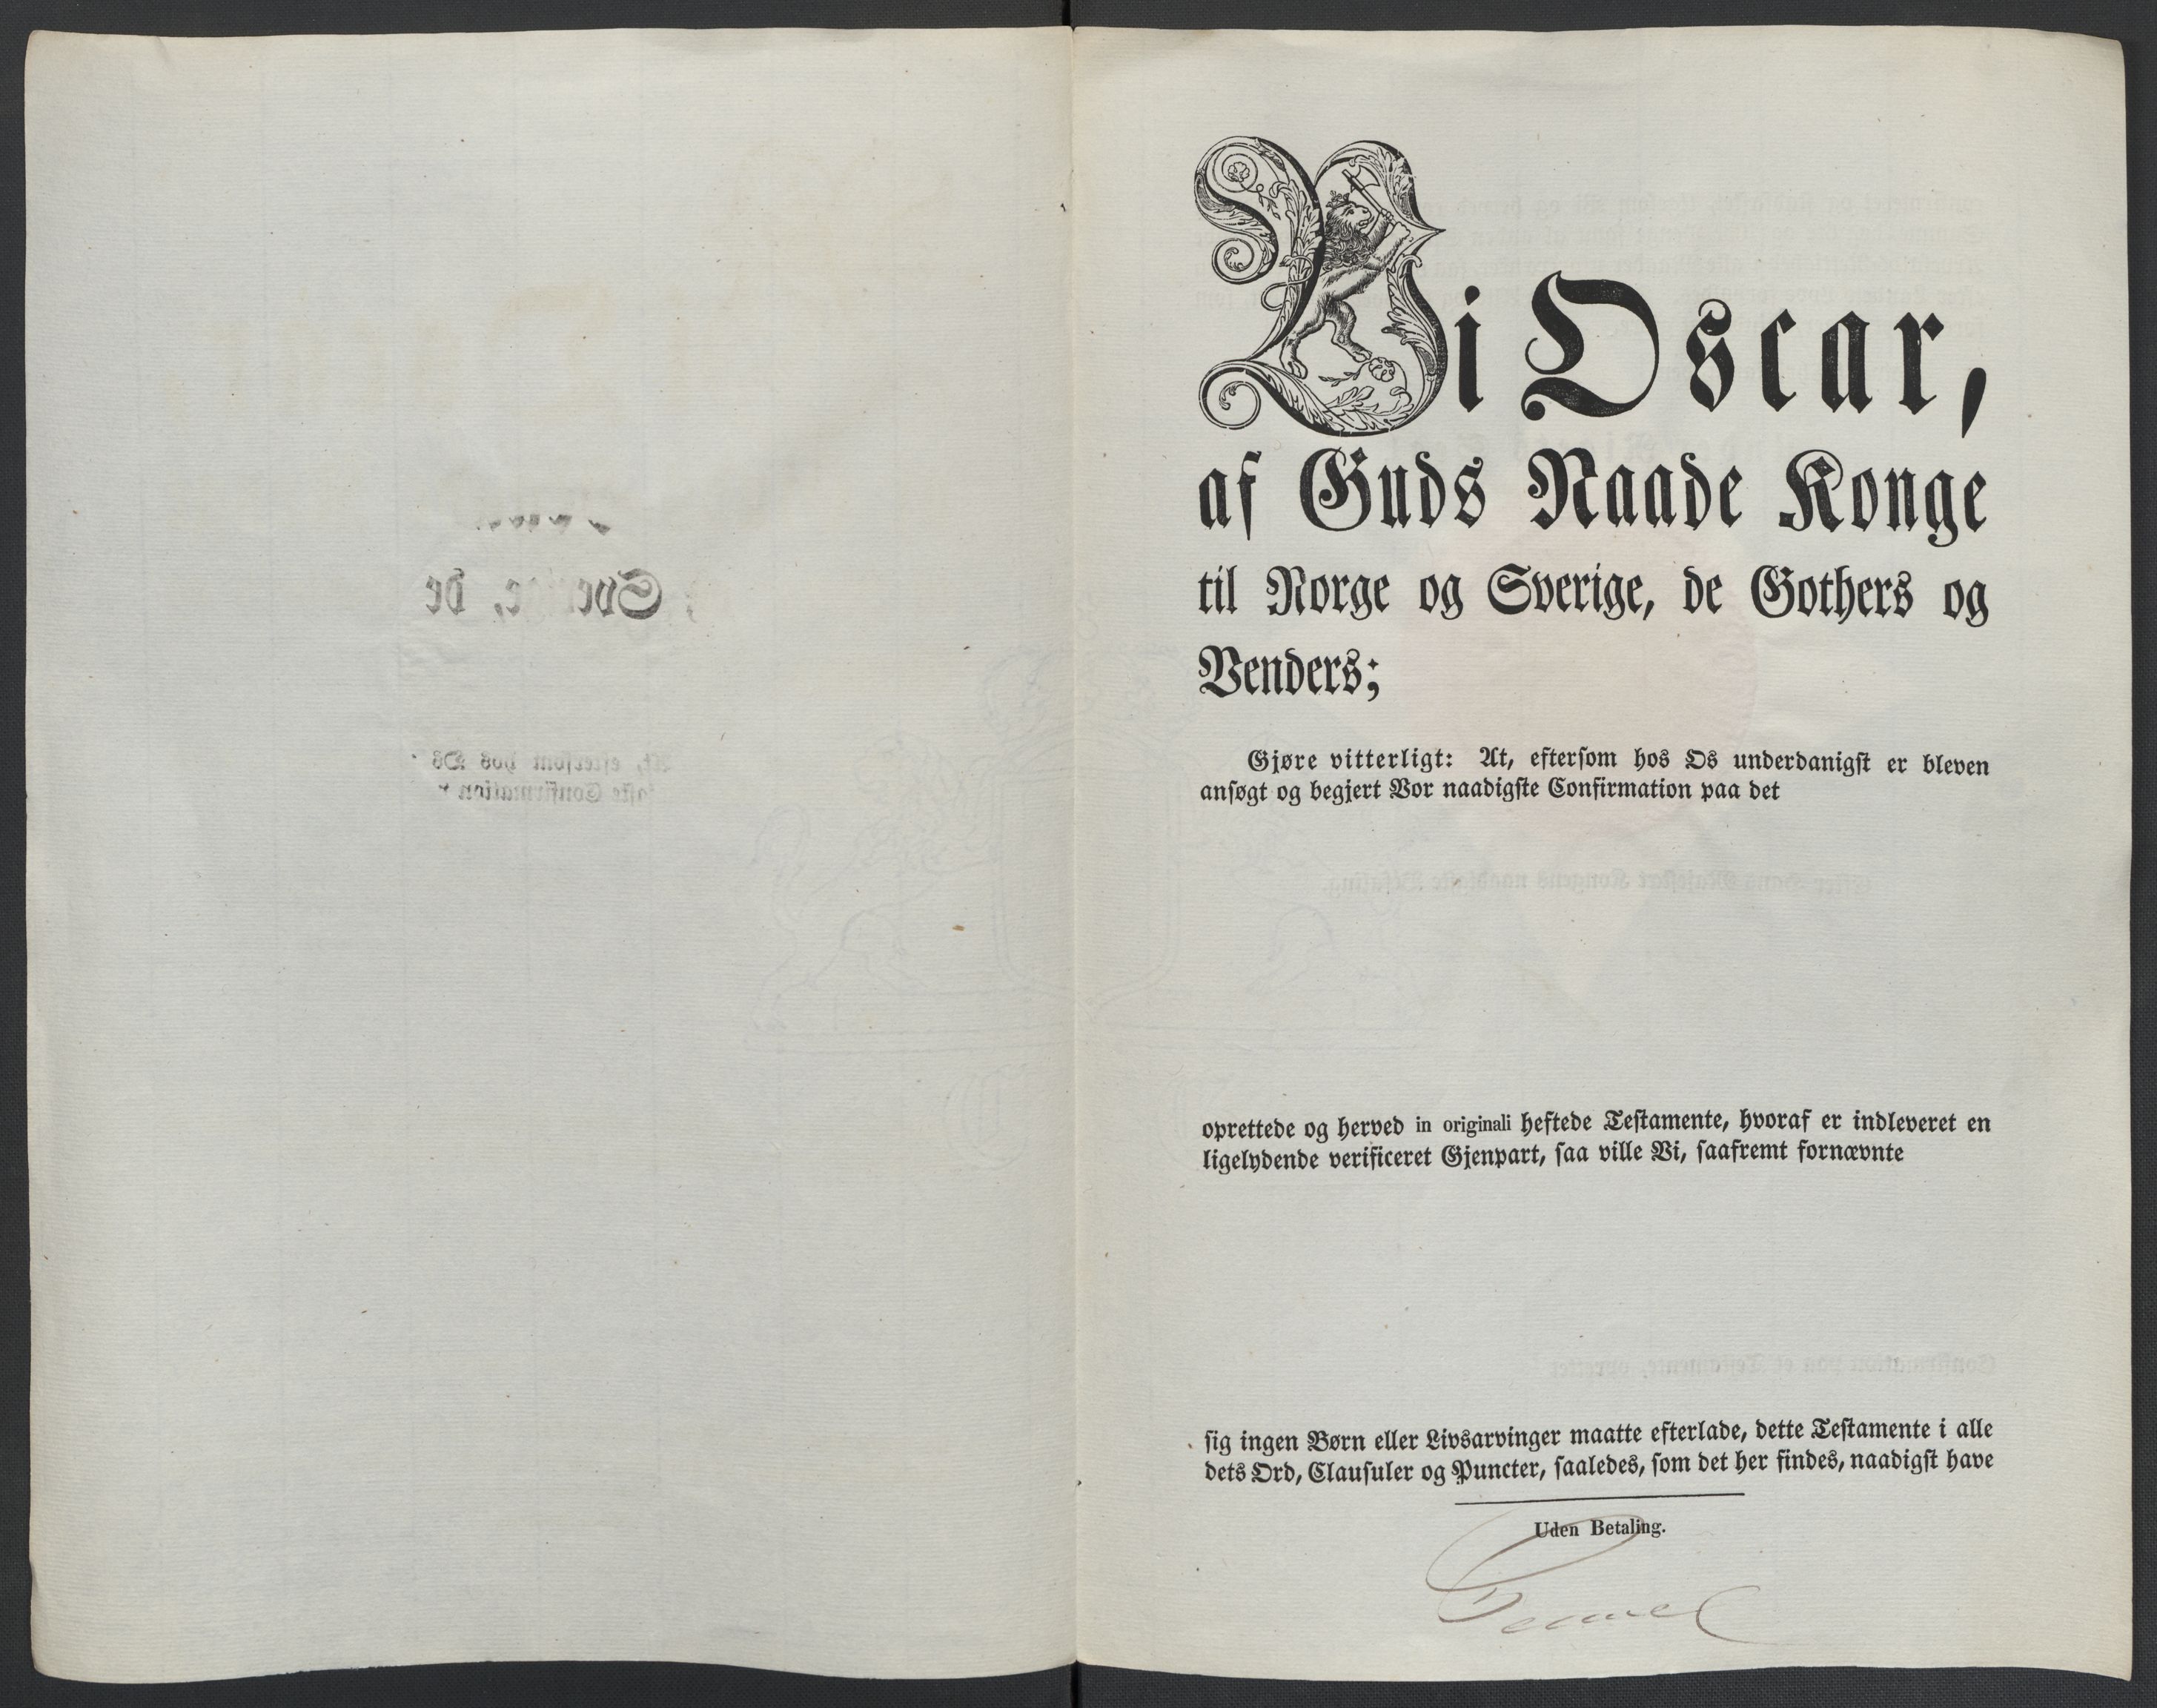 Vi Oscar,
af Guds Naade Konge
til Norge og Sverige, de Gothers og
Venders;
Gjøre vitterligt: At, eftersom hos Os underdanigst er bleven
ansøgt og begjert Vor naadigste Confirmation paa det
oprettede og herved in originali heftede Testamente, hvoraf er indleveret en
ligelydende verificeret Gjenpart, saa ville Vi, saafremt fornævnte
sig ingen Børn eller Livsarvinger maatte efterlade, dette Testamente i alle
dets Ord, Clausuler og Puncter, saaledes, som det her findes, naadigst have
Uden Betaling.